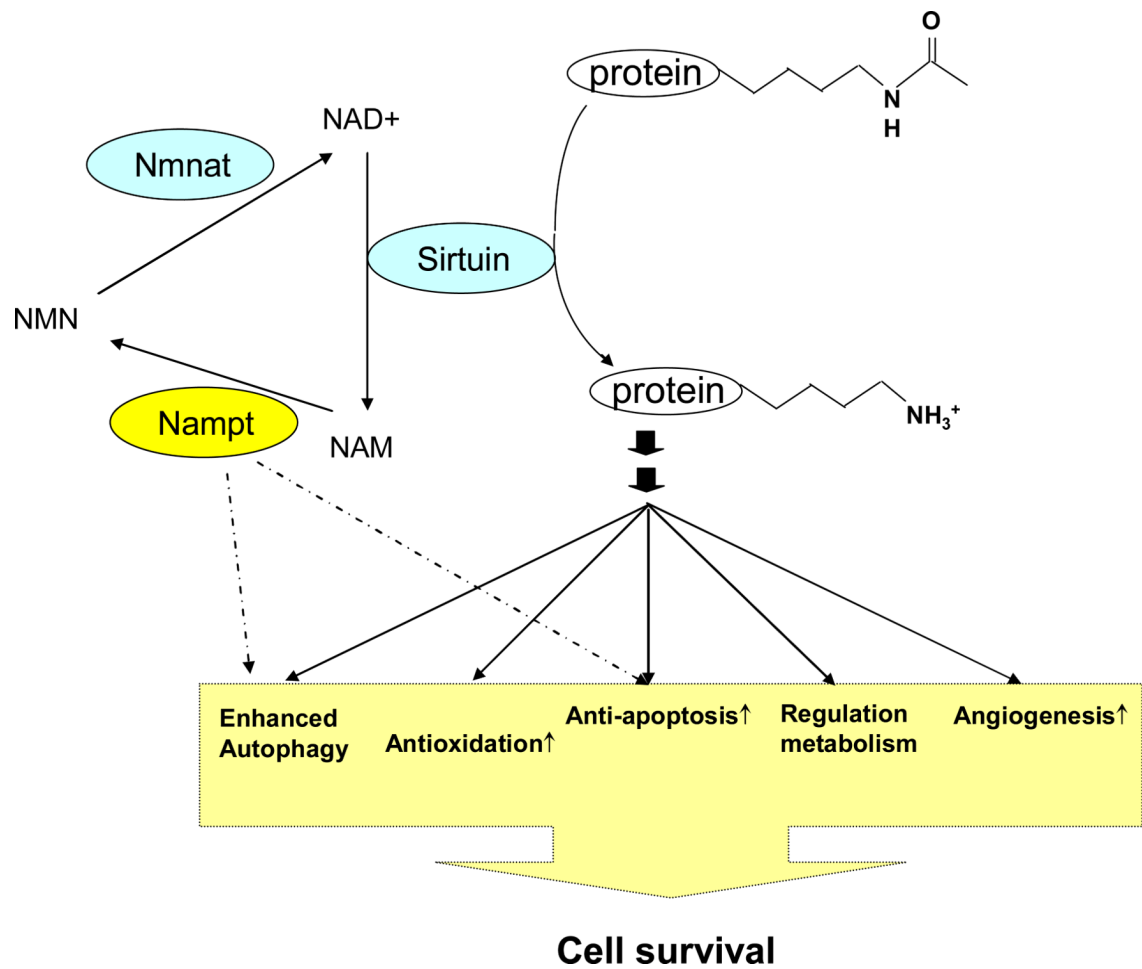 O
protein
N
H
NAD+
Nmnat
Sirtuin
NMN
protein
NH₃⁺
Nampt
NAM
Enhanced
Autophagy
Antioxidation↑
Anti-apoptosis↑
Regulation
metabolism
Angiogenesis↑
Cell survival